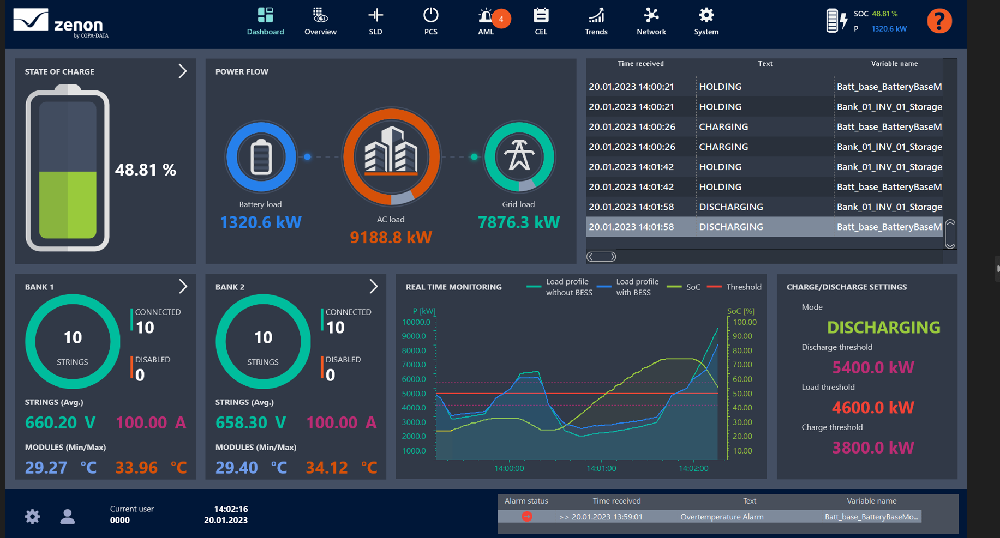 zenon
by COPA-DATA
Dashboard
Overview
SLD
PCS
4
AML
CEL
Trends
Network
System
SOC 48.81 %
P 1320.6 kW
?
STATE OF CHARGE
48.81 %
POWER FLOW
Battery load
1320.6 kW
AC load
9188.8 kW
Grid load
7876.3 kW
Time received Text Variable name
20.01.2023 14:00:21 HOLDING Batt_base_BatteryBaseM
20.01.2023 14:00:21 HOLDING Bank_01_INV_01_Storage
20.01.2023 14:00:26 CHARGING Batt_base_BatteryBaseM
20.01.2023 14:00:26 CHARGING Bank_01_INV_01_Storage
20.01.2023 14:01:42 HOLDING Bank_01_INV_01_Storage
20.01.2023 14:01:42 HOLDING Batt_base_BatteryBaseM
20.01.2023 14:01:58 DISCHARGING Bank_01_INV_01_Storage
20.01.2023 14:01:58 DISCHARGING Batt_base_BatteryBaseM
BANK 1
10
STRINGS
CONNECTED
10
DISABLED
0
STRINGS (Avg.)
660.20 V 100.00 A
MODULES (Min/Max)
29.27 °C 33.96 °C
BANK 2
10
STRINGS
CONNECTED
10
DISABLED
0
STRINGS (Avg.)
658.30 V 100.00 A
MODULES (Min/Max)
29.40 °C 34.12 °C
REAL TIME MONITORING
Load profile
without BESS
Load profile
with BESS
SoC
Threshold
P [kW]
10000.0
9000.0
8000.0
7000.0
6000.0
5000.0
4000.0
3000.0
2000.0
1000.0
SoC [%]
100.00
90.00
80.00
70.00
60.00
50.00
40.00
30.00
20.00
10.00
14:00:00 14:01:00 14:02:00
CHARGE/DISCHARGE SETTINGS
Mode
DISCHARGING
Discharge threshold
5400.0 kW
Load threshold
4600.0 kW
Charge threshold
3800.0 kW
Current user
0000
14:02:16
20.01.2023
Alarm status Time received Text Variable name
>> 20.01.2023 13:59:01 Overtemperature Alarm Batt_base_BatteryBaseMo...